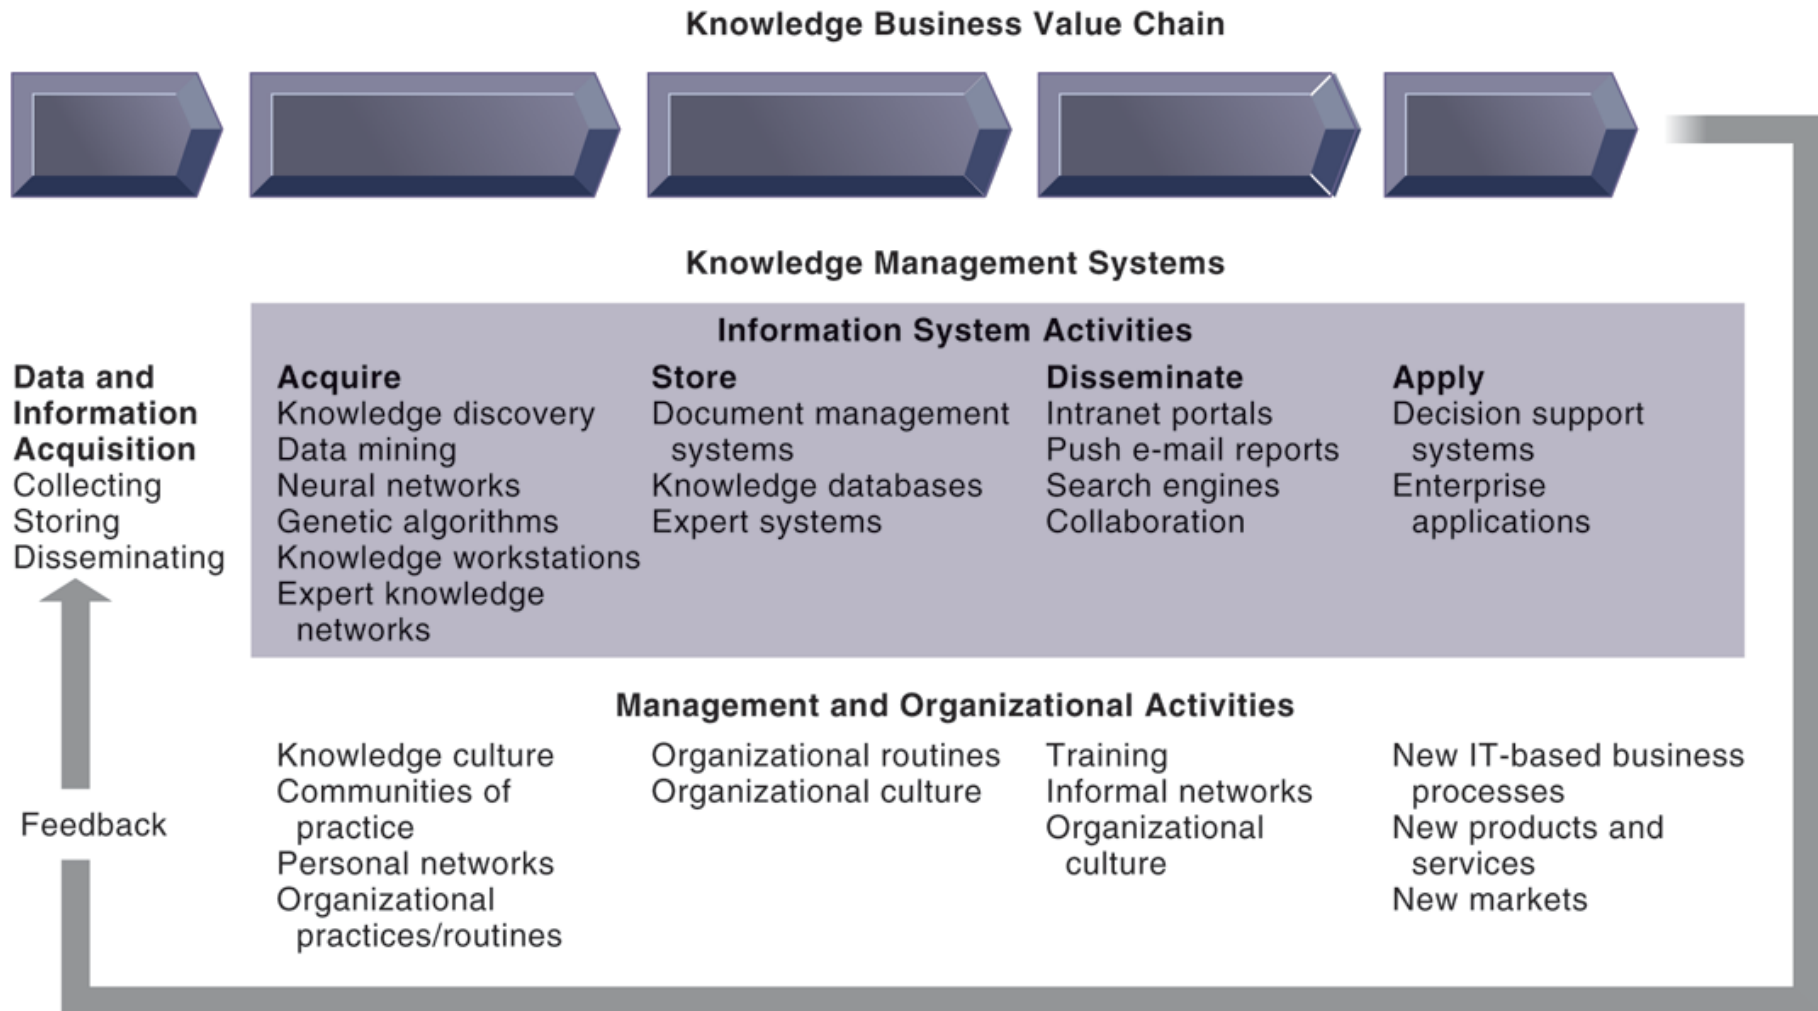 Knowledge Business Value Chain
Knowledge Management Systems
Information System Activities
Data and
Information
Acquisition
Collecting
Storing
Disseminating
Acquire
Knowledge discovery
Data mining
Neural networks
Genetic algorithms
Knowledge workstations
Expert knowledge
networks
Store
Document management
systems
Knowledge databases
Expert systems
Disseminate
Intranet portals
Push e-mail reports
Search engines
Collaboration
Apply
Decision support
systems
Enterprise
applications
Management and Organizational Activities
Knowledge culture
Communities of
practice
Personal networks
Organizational
practices/routines
Organizational routines
Organizational culture
Training
Informal networks
Organizational
culture
New IT-based business
processes
New products and
services
New markets
Feedback